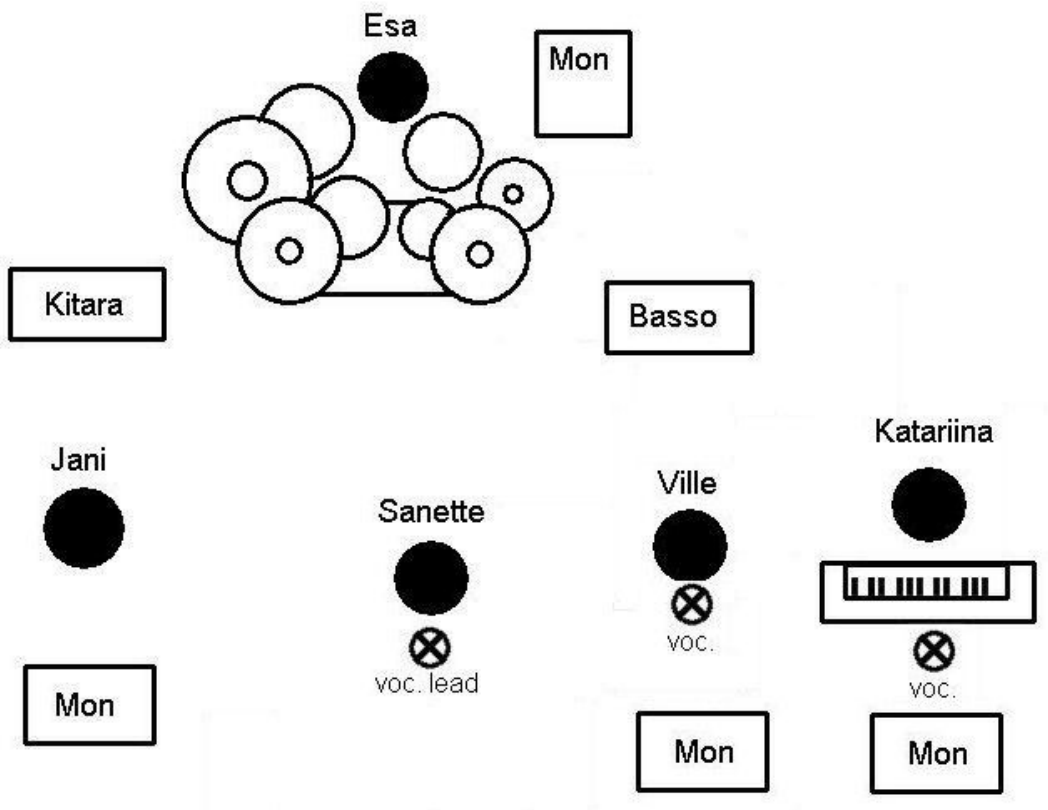 Esa
Mon
Kitara
Basso
Katariina
Jani
Ville
Sanette
voc.
voc. lead
voc.
Mon
Mon
Mon